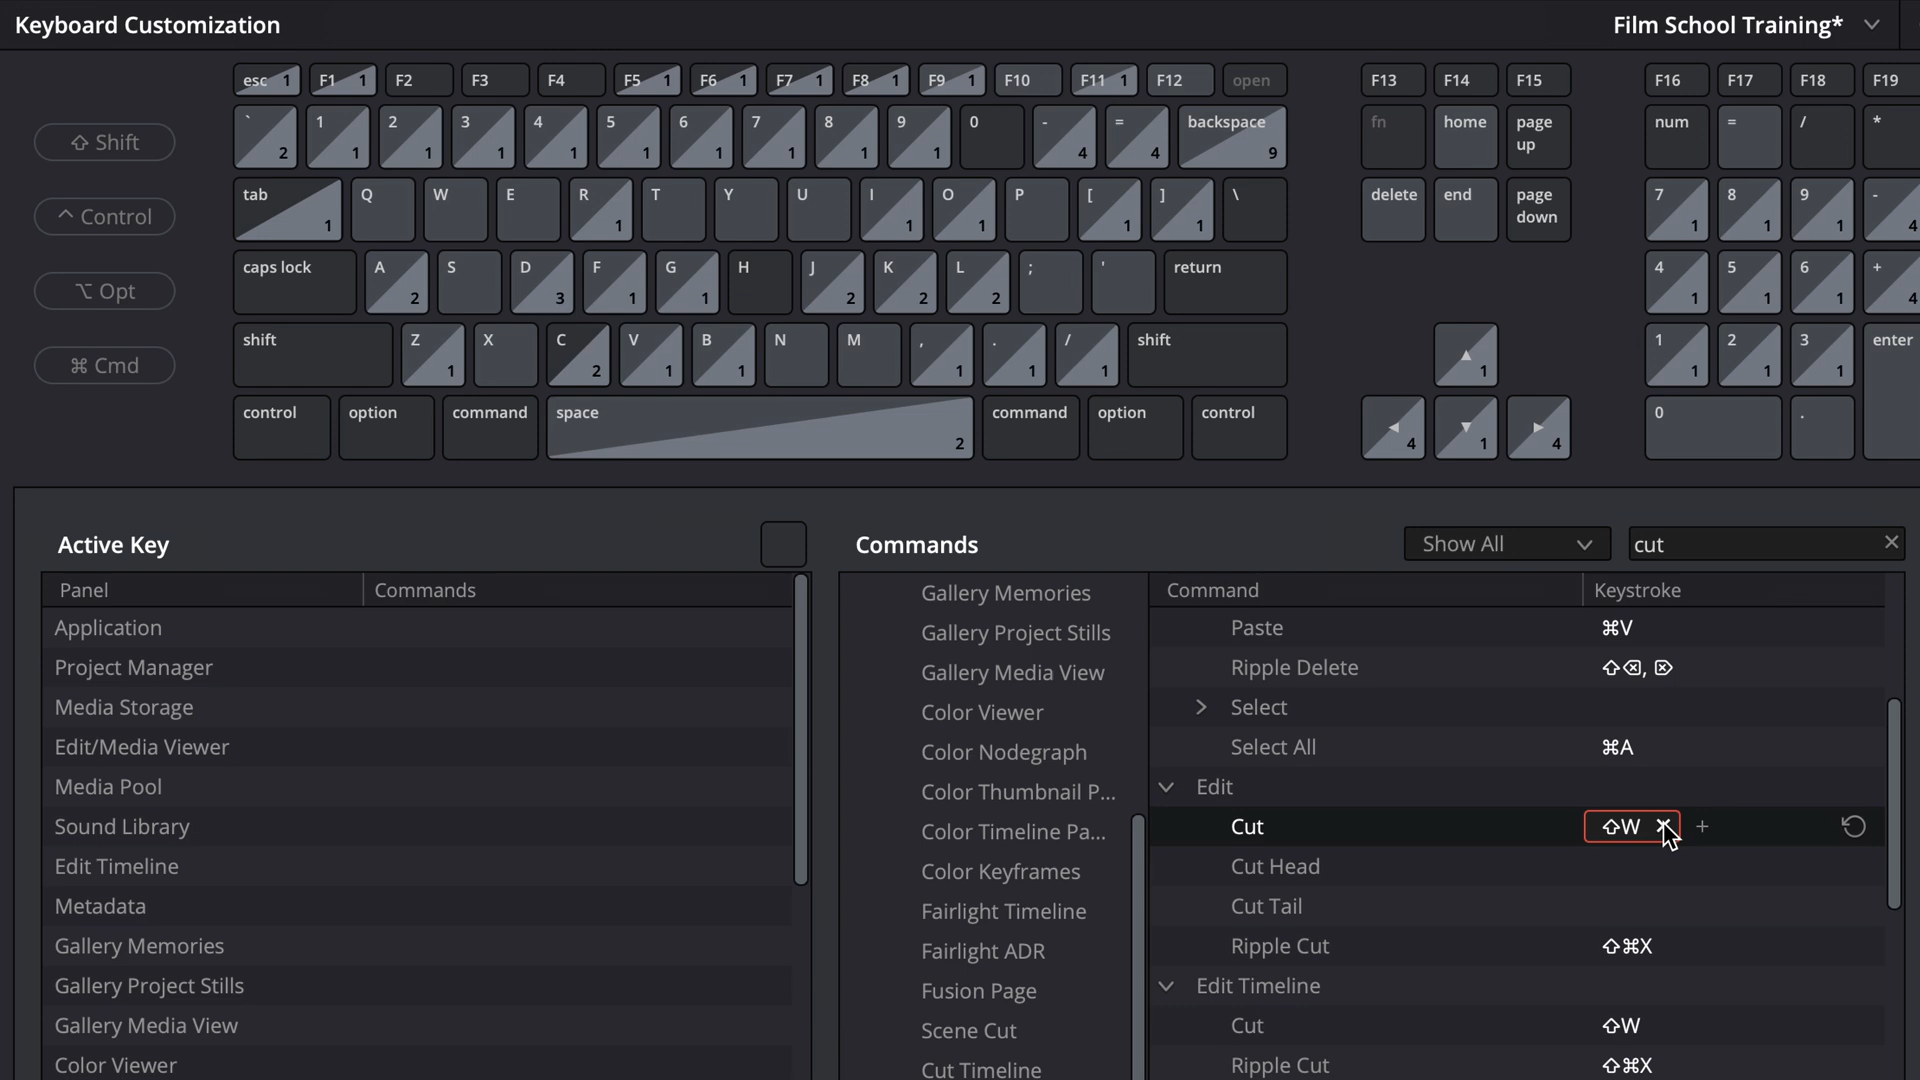 Keyboard Customization
Film School Training*
esc 1 F1 1 F2 F3 F4 F5 1 F6 1 F7 1 F8 1 F9 1 F10 F11 1 F12 open F13 F14 F15 F16 F17 F18 F19
⇧ Shift
` 2 1 1 2 1 3 1 4 1 5 1 6 1 7 1 8 1 9 1 0 - 4 = 4 backspace 9 fn home page up num = / *
^ Control
tab 1 Q W E R 1 T Y U I 1 O 1 P [ 1 ] 1 \ delete end page down 7 1 8 1 9 1 - 4
⌥ Opt
caps lock A 2 S D 3 F 1 G 1 H J 2 K 2 L 2 ; ' return 4 1 5 1 6 1 + 4
⌘ Cmd
shift Z 1 X C 2 V 1 B 1 N M , 1 . 1 / 1 shift ▲ 1 1 1 2 1 3 1 enter
control option command space 2 command option control ◀ 4 ▼ 1 ▶ 4 0 .
Active Key
Panel Commands
Application
Project Manager
Media Storage
Edit/Media Viewer
Media Pool
Sound Library
Edit Timeline
Metadata
Gallery Memories
Gallery Project Stills
Gallery Media View
Color Viewer
Commands
Show All
cut
Gallery Memories
Gallery Project Stills
Gallery Media View
Color Viewer
Color Nodegraph
Color Thumbnail P...
Color Timeline Pa...
Color Keyframes
Fairlight Timeline
Fairlight ADR
Fusion Page
Scene Cut
Cut Timeline
Command Keystroke
Paste ⌘V
Ripple Delete ⇧⌫, ⌦
Select
Select All ⌘A
Edit
Cut ⇧W
Cut Head
Cut Tail
Ripple Cut ⇧⌘X
Edit Timeline
Cut ⇧W
Ripple Cut ⇧⌘X